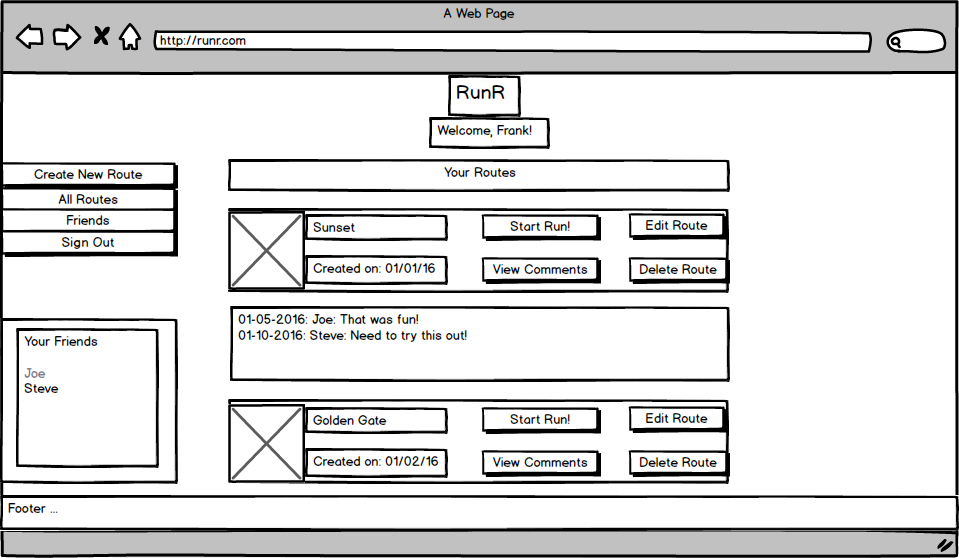 A Web Page
http://runr.com
RunR
Welcome, Frank!
Create New Route
All Routes
Friends
Sign Out
Your Routes
Sunset
Start Run!
Edit Route
Created on: 01/01/16
View Comments
Delete Route
01-05-2016: Joe: That was fun!
01-10-2016: Steve: Need to try this out!
Your Friends
Joe
Steve
Golden Gate
Start Run!
Edit Route
Created on: 01/02/16
View Comments
Delete Route
Footer ...